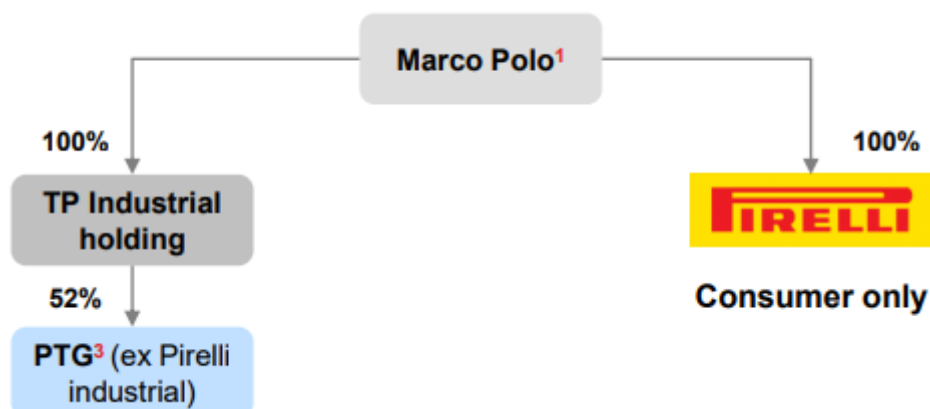 Marco Polo¹
100%
100%
TP Industrial
holding
PIRELLI
52%
Consumer only
PTG³ (ex Pirelli
industrial)